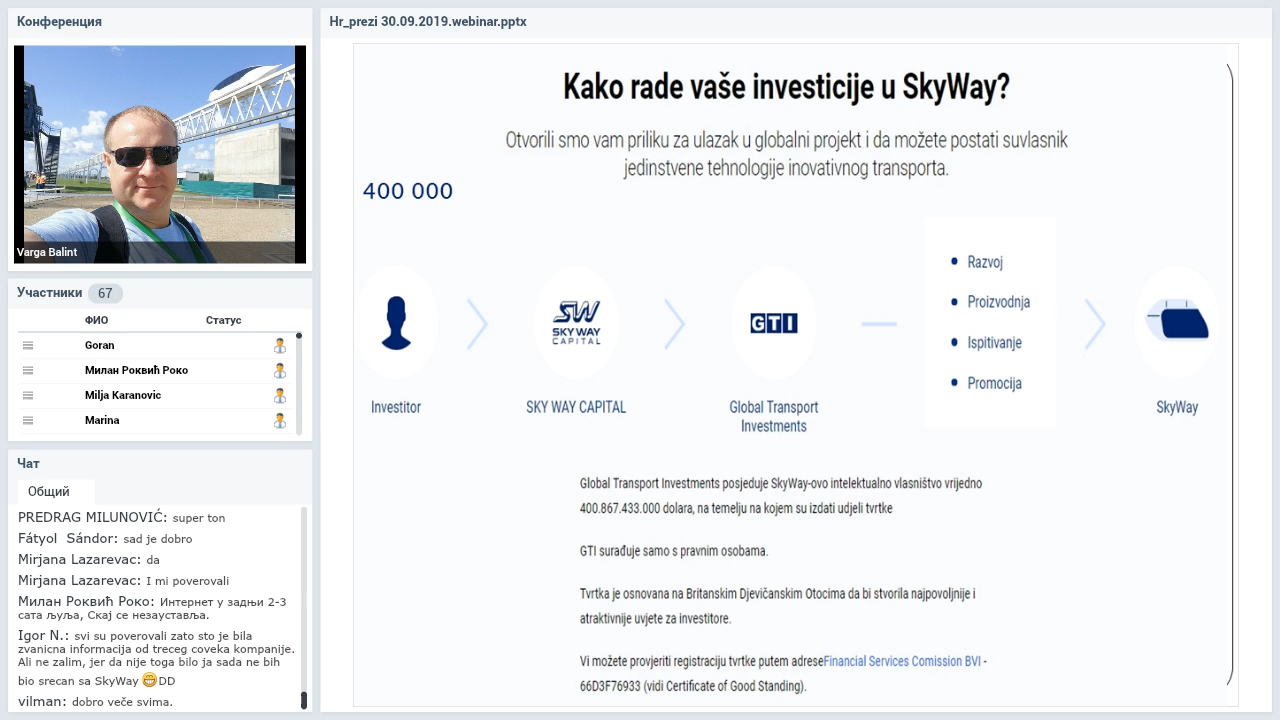 Конференция
Varga Balint
Участники 67
ФИО Статус
Goran
Милан Роквић Роко
Milja Karanovic
Marina
Чат
Общий
PREDRAG MILUNOVIĆ: super ton
Fátyol Sándor: sad je dobro
Mirjana Lazarevac: da
Mirjana Lazarevac: I mi poverovali
Милан Роквић Роко: Интернет у задњи 2-3
сата љуља, Скај се незауставља.
Igor N.: svi su poverovali zato sto je bila
zvanicna informacija od treceg coveka kompanije.
Ali ne zalim, jer da nije toga bilo ja sada ne bih
bio srecan sa SkyWay 😁DD
vilman: dobro veče svima.
Hr_prezi 30.09.2019.webinar.pptx
Kako rade vaše investicije u SkyWay?
Otvorili smo vam priliku za ulazak u globalni projekt i da možete postati suvlasnik
jedinstvene tehnologije inovativnog transporta.
400 000
SW
SKY WAY
CAPITAL
GTI
Razvoj
Proizvodnja
Ispitivanje
Promocija
Investitor
SKY WAY CAPITAL
Global Transport
Investments
SkyWay
Global Transport Investments posjeduje SkyWay-ovo intelektualno vlasništvo vrijedno
400.867.433.000 dolara, na temelju na kojem su izdati udjeli tvrtke
GTI surađuje samo s pravnim osobama.
Tvrtka je osnovana na Britanskim Djevičanskim Otocima da bi stvorila najpovoljnije i
atraktivnije uvjete za investitore.
Vi možete provjeriti registraciju tvrtke putem adreseFinancial Services Comission BVI -
66D3F76933 (vidi Certificate of Good Standing).